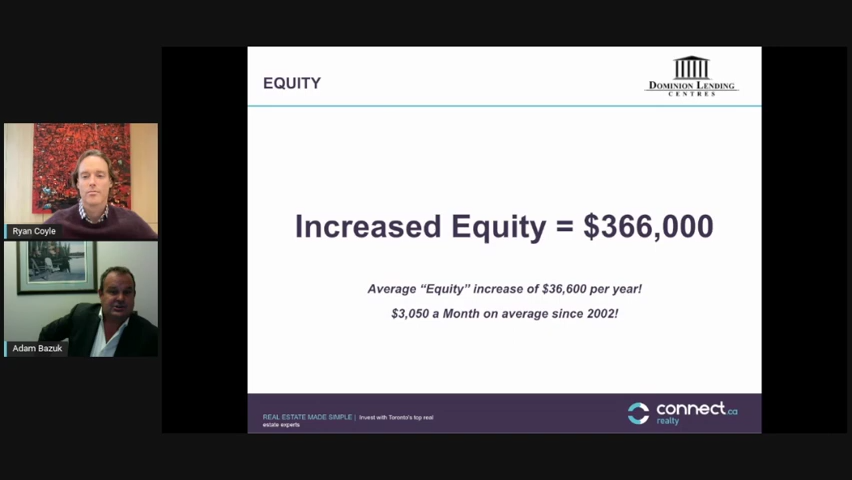 EQUITY
DOMINION LENDING
CENTRES
Ryan Coyle
Adam Bazuk
Increased Equity = $366,000
Average “Equity” increase of $36,600 per year!
$3,050 a Month on average since 2002!
REAL ESTATE MADE SIMPLE | Invest with Toronto's top real
estate experts
connect.ca
realty